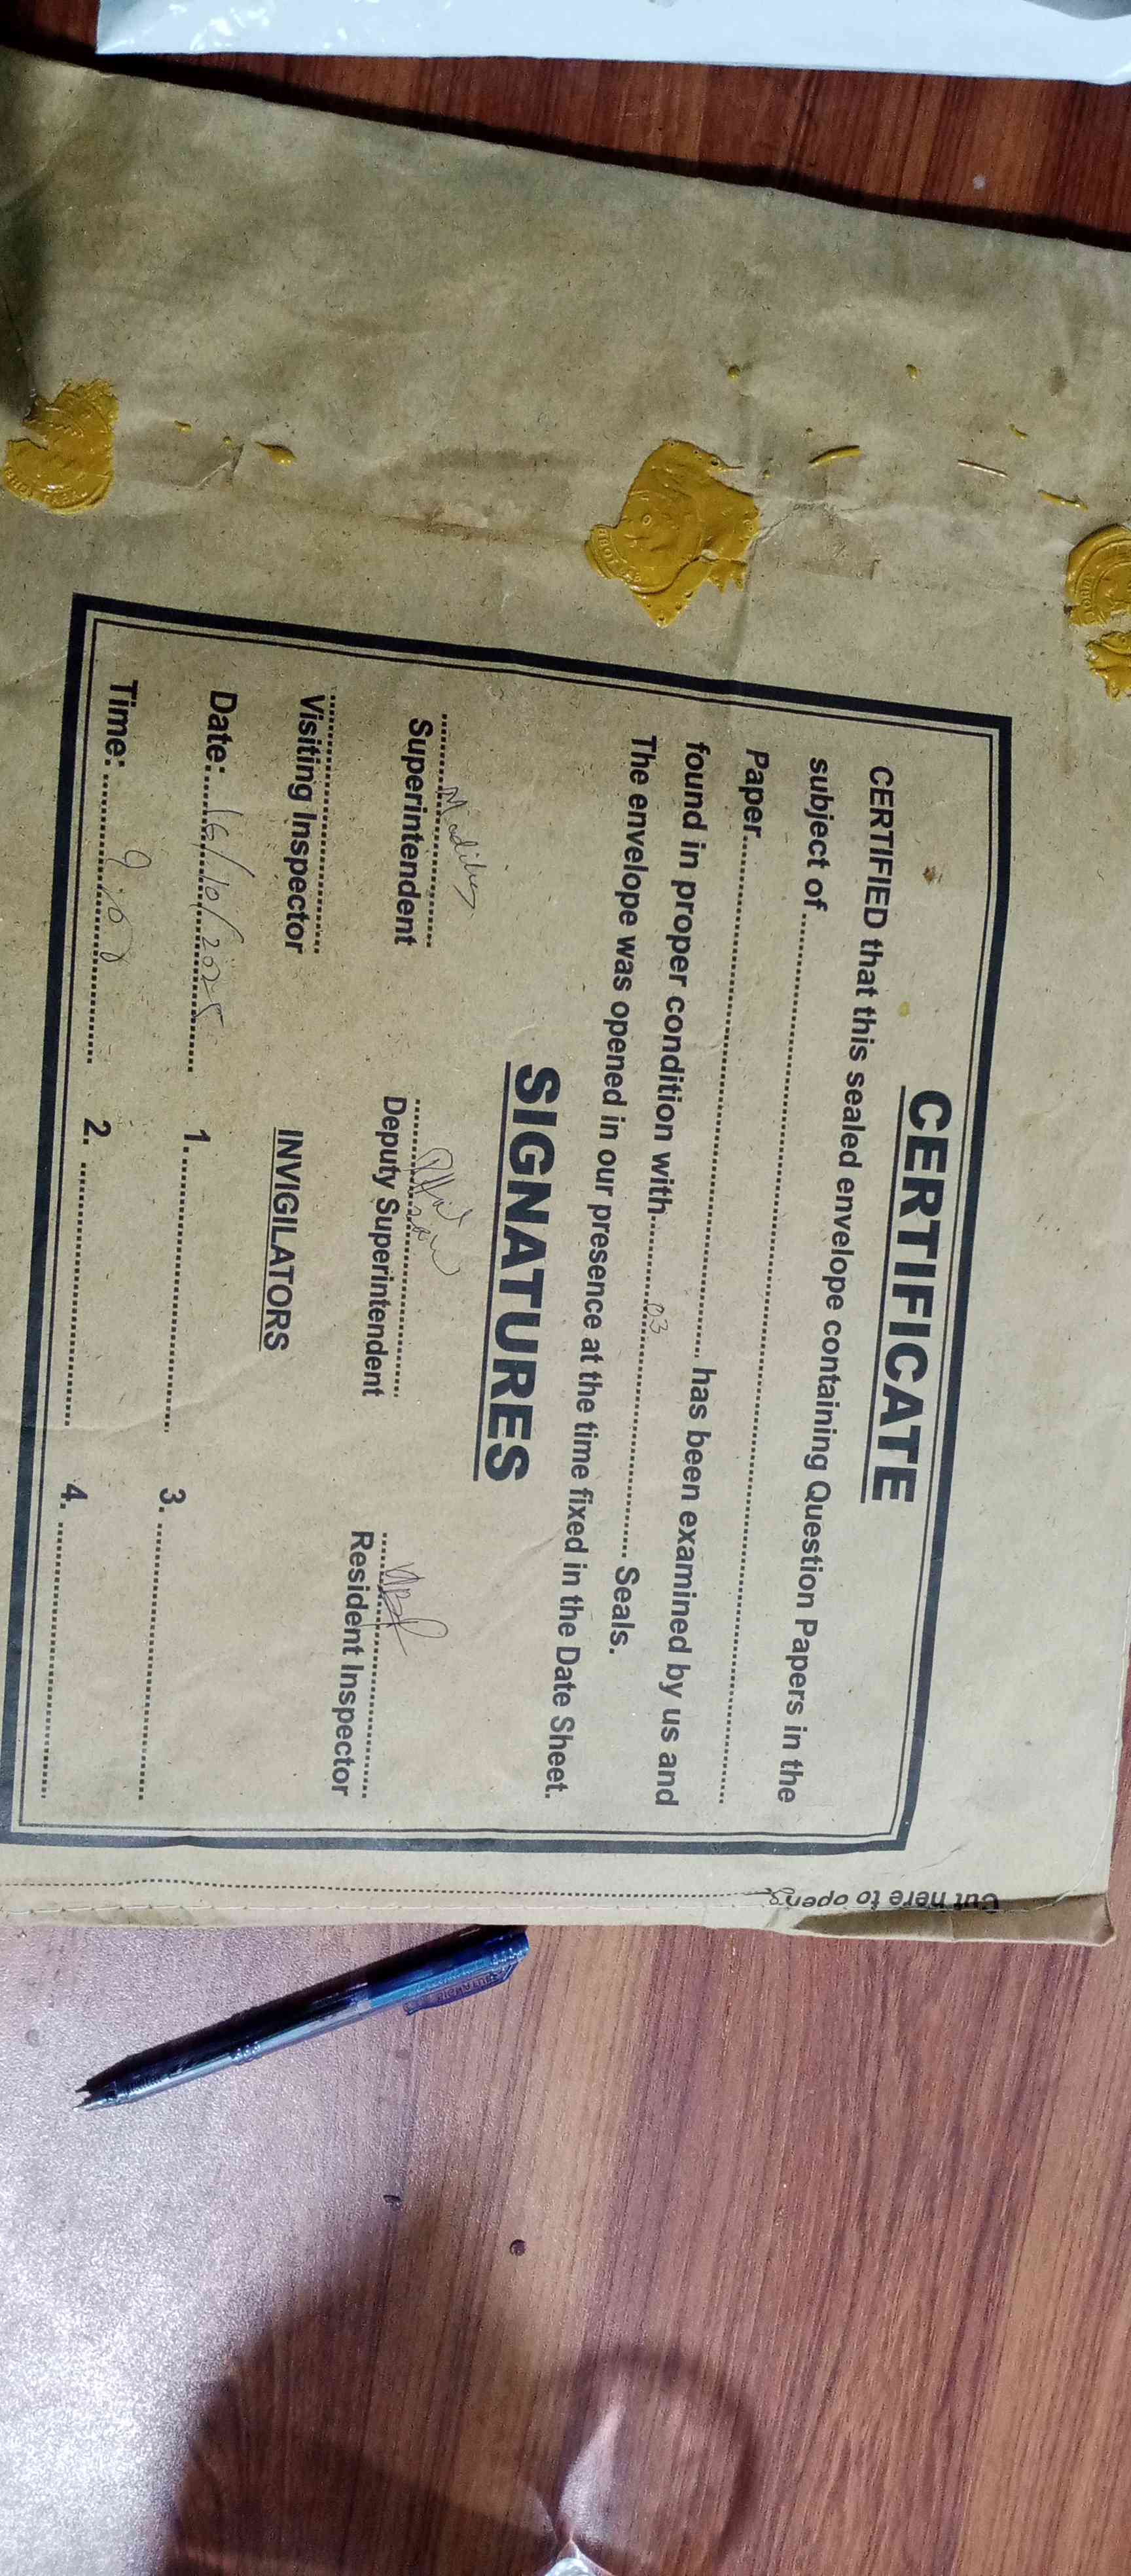 CERTIFICATE
CERTIFIED that this sealed envelope containing Question Papers in the
subject of
Paper has been examined by us and
found in proper condition with 03 Seals.
The envelope was opened in our presence at the time fixed in the Date Sheet.
SIGNATURES
Superintendent Deputy Superintendent Resident Inspector
Visiting Inspector INVIGILATORS
Date: 16/10/2025 1. 3.
Time: 9:00 2. 4.
Cut here to open